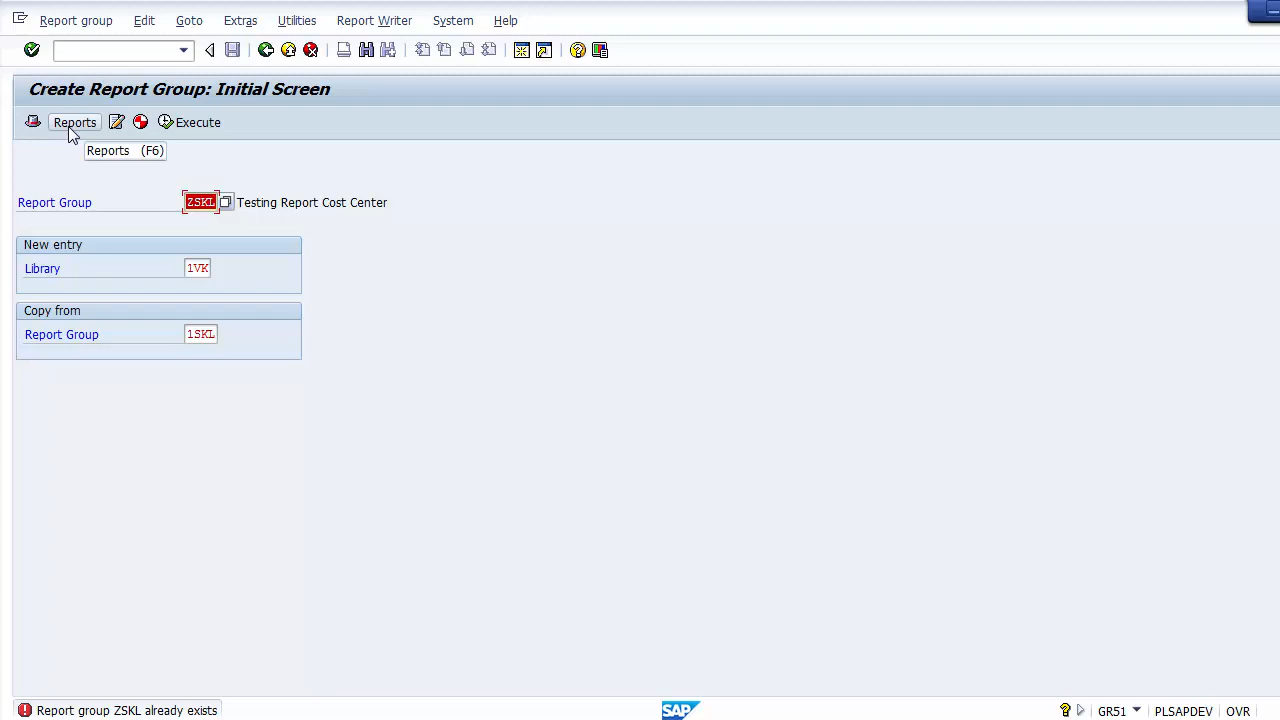 Report group Edit Goto Extras Utilities Report Writer System Help
Create Report Group: Initial Screen
Reports Execute
Reports (F6)
Report Group ZSKL Testing Report Cost Center
New entry
Library 1VK
Copy from
Report Group 1SKL
Report group ZSKL already exists SAP GR51 PLSAPDEV OVR